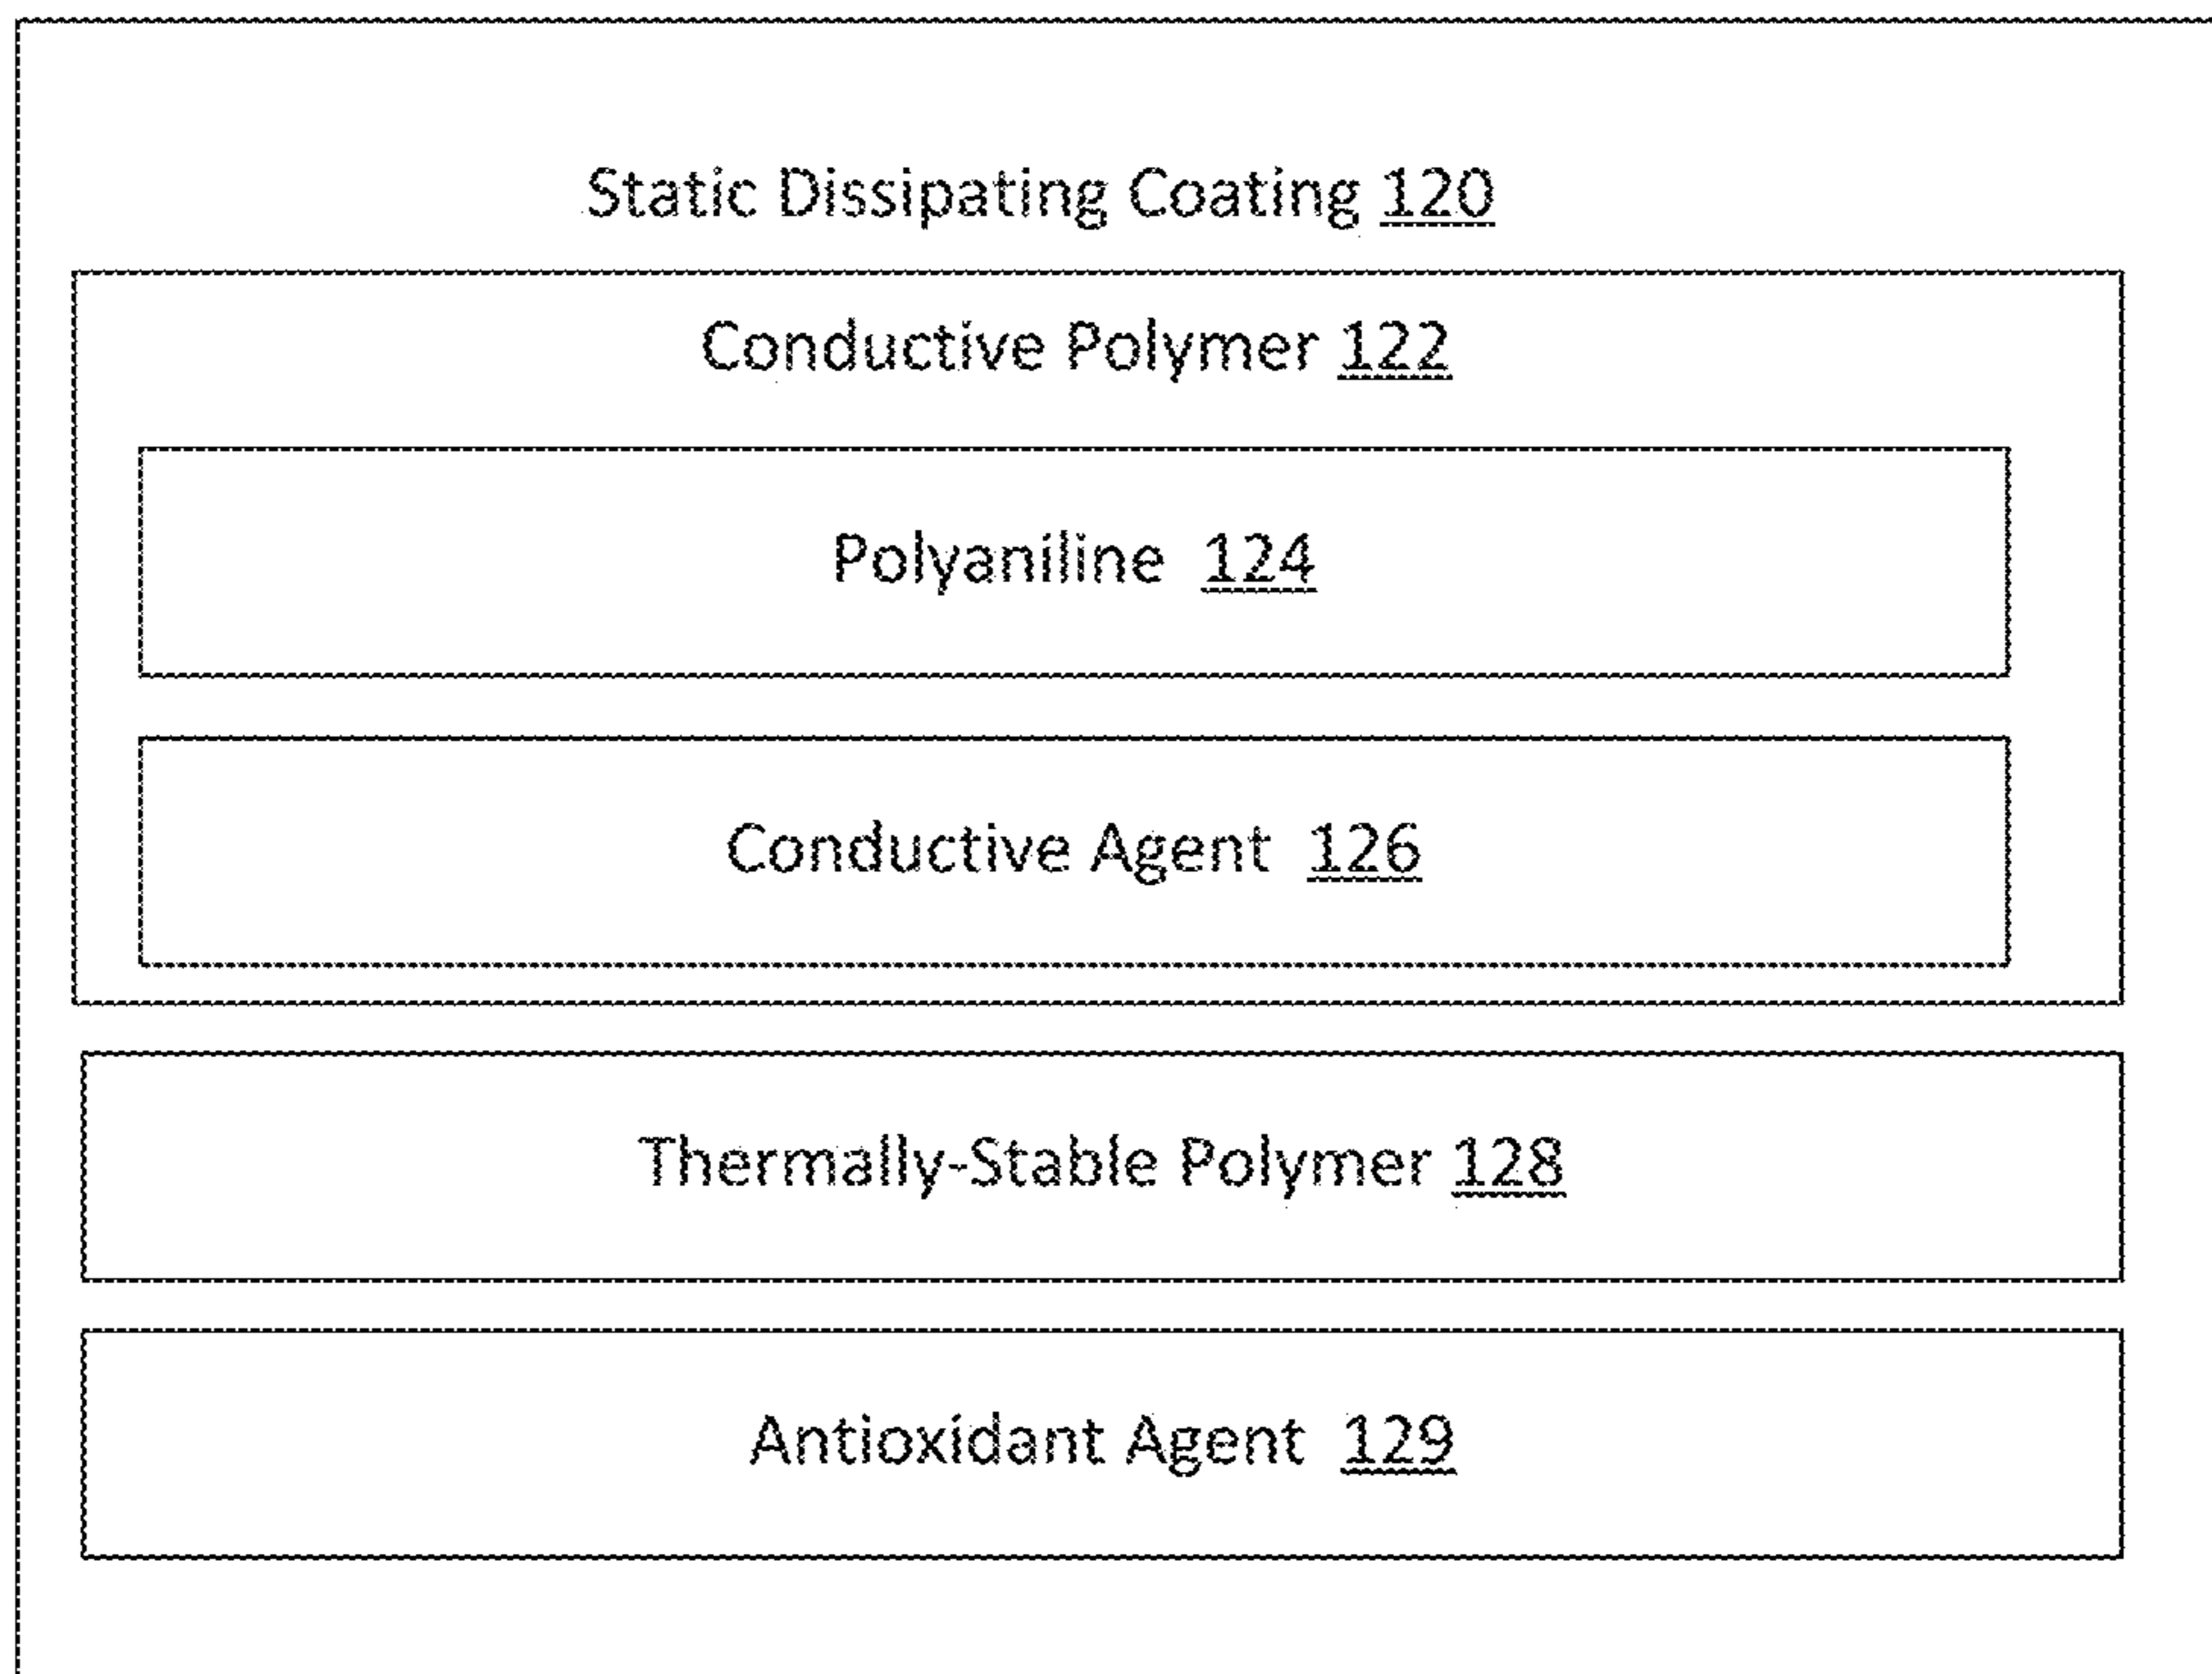 Static Dissipating Coating 120
Conductive Polymer 122
Polyaniline 124
Conductive Agent 126
Thermally-Stable Polymer 128
Antioxidant Agent 129